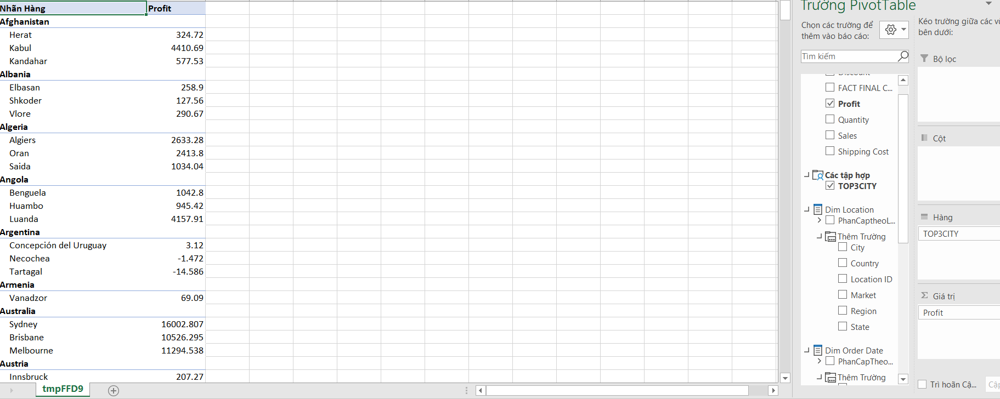 Nhãn Hàng Profit
Afghanistan
Herat 324.72
Kabul 4410.69
Kandahar 577.53
Albania
Elbasan 258.9
Shkoder 127.56
Vlore 290.67
Algeria
Algiers 2633.28
Oran 2413.8
Saida 1034.04
Angola
Benguela 1042.8
Huambo 945.42
Luanda 4157.91
Argentina
Concepción del Uruguay 3.12
Necochea -1.472
Tartagal -14.586
Armenia
Vanadzor 69.09
Australia
Sydney 16002.807
Brisbane 10526.295
Melbourne 11294.538
Austria
Innsbruck 207.27
tmpFFD9
Trường PivotTable
Chọn các trường để
thêm vào báo cáo:
Tìm kiếm
Discount
FACT FINAL C...
Profit
Quantity
Sales
Shipping Cost
Các tập hợp
TOP3CITY
Dim Location
PhanCaptheoL...
Thêm Trường
City
Country
Location ID
Market
Region
State
Dim Order Date
PhanCapTheo...
Thêm Trường
Kéo trường giữa các
bên dưới:
Bộ lọc
Cột
Hàng
TOP3CITY
Σ Giá trị
Profit
Trì hoãn Cậ...